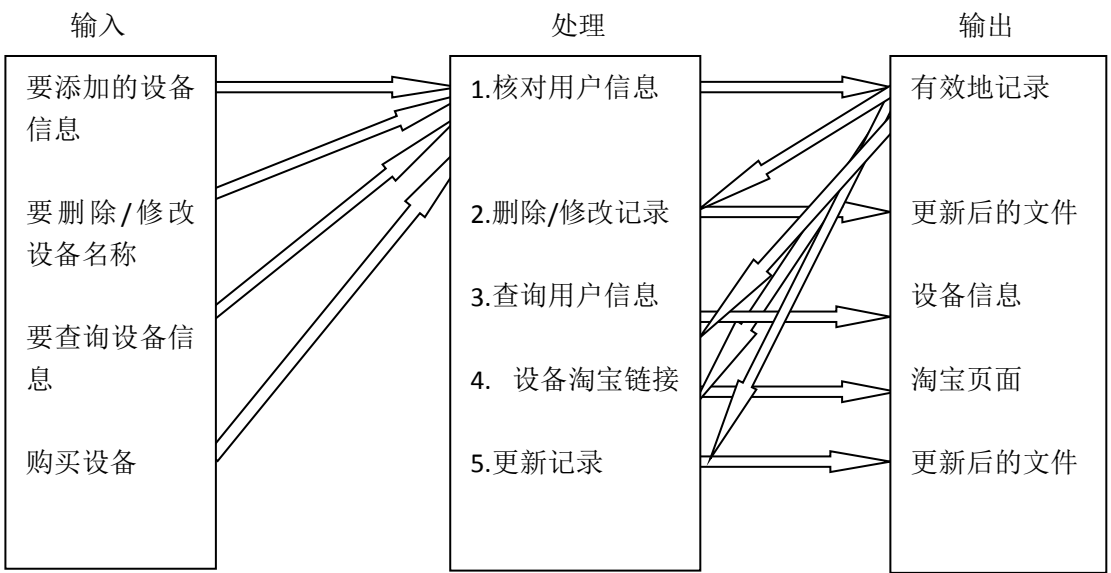 输入
处理
输出
要添加的设备
信息
要删除/修改
设备名称
要查询设备信
息
购买设备
1.核对用户信息
2.删除/修改记录
3.查询用户信息
4. 设备淘宝链接
5.更新记录
有效地记录
更新后的文件
设备信息
淘宝页面
更新后的文件